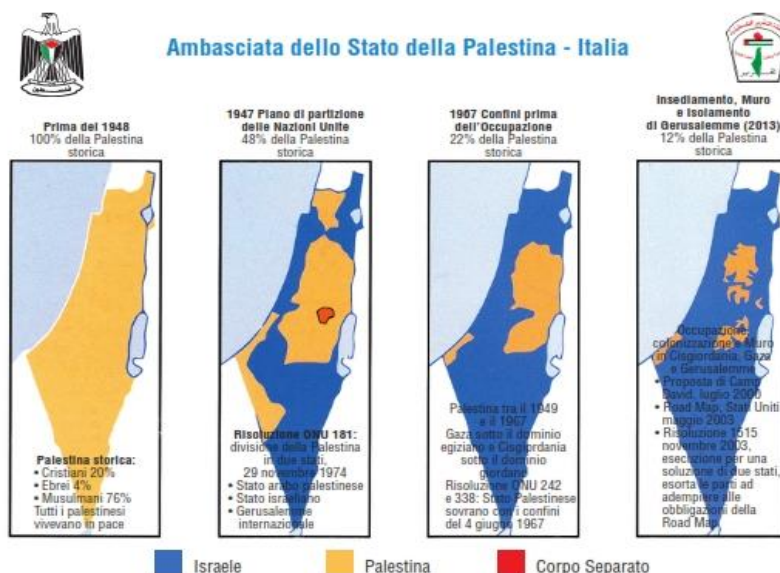 Ambasciata dello Stato della Palestina - Italia
Prima del 1948
100% della Palestina
storica
1947 Piano di partizione
delle Nazioni Unite
48% della Palestina
storica
1967 Confini prima
dell'Occupazione
22% della Palestina
storica
Insediamento, Muro
e Isolamento
di Gerusalemme (2013)
12% della Palestina
storica
Palestina storica:
• Cristiani 20%
• Ebrei 4%
• Musulmani 76%
Tutti i palestinesi
vivevano in pace
Risoluzione ONU 181:
divisione della Palestina
in due stati,
29 novembre 1974
• Stato arabo palestinese
• Stato israeliano
• Gerusalemme
internazionale
Palestina tra il 1949
e il 1967
Gaza sotto il dominio
egiziano e Cisgiordania
sotto il dominio
giordano
Risoluzione ONU 242
e 338: Stato Palestinese
sovrano con i confini
del 4 giugno 1967
Occupazione,
colonizzazione e Muro
in Cisgiordania, Gaza
e Gerusalemme
• Proposta di Camp
David, luglio 2000
• Road Map, Stati Uniti
maggio 2003
• Risoluzione 1515
novembre 2003,
esecuzione per una
soluzione di due stati,
esorta le parti ad
adempiere alle
obbligazioni della
Road Map
Israele
Palestina
Corpo Separato